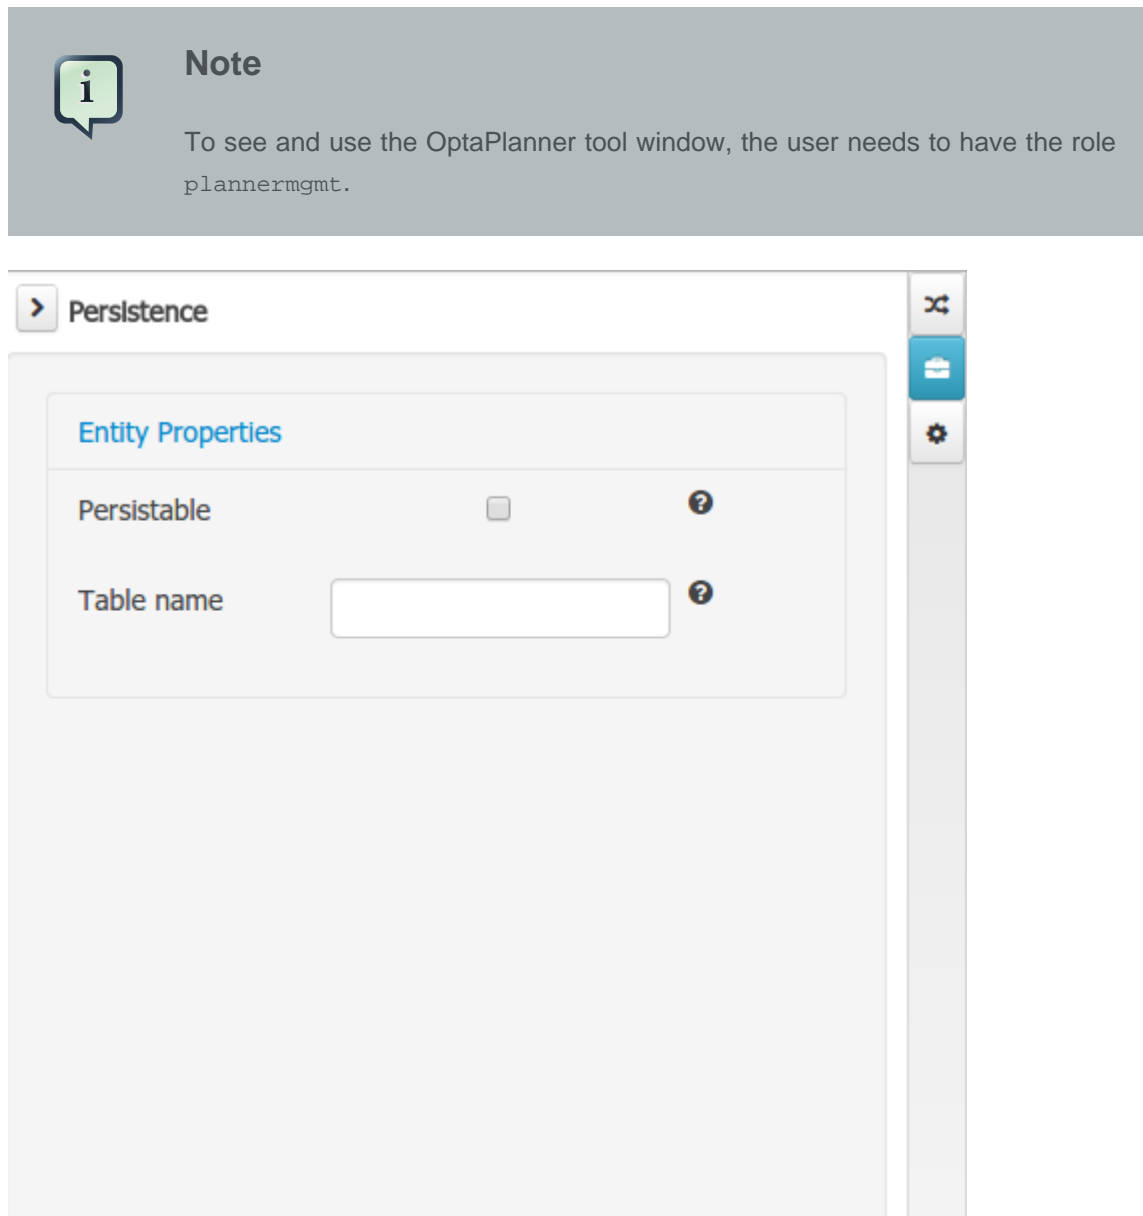 Note
To see and use the OptaPlanner tool window, the user needs to have the role
plannermgmt.
Persistence
Entity Properties
Persistable
Table name